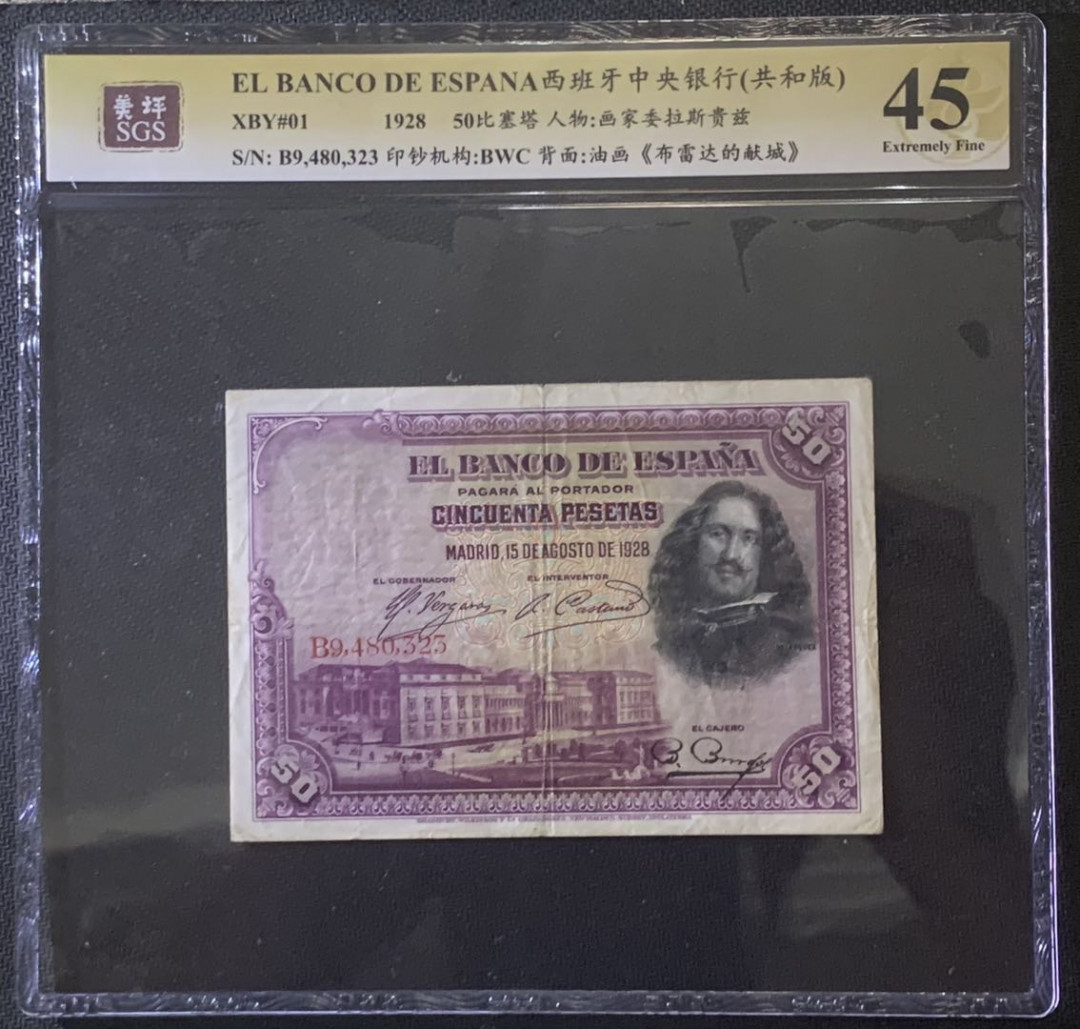 美评
SGS
EL BANCO DE ESPANA西班牙中央银行(共和版)
XBY#01 1928 50比塞塔 人物:画家委拉斯贵兹
S/N: B9,480,323 印钞机构:BWC 背面:油画《布雷达的献城》
45
Extremely Fine
50
EL BANCO DE ESPAÑA
PAGARÁ AL PORTADOR
CINCUENTA PESETAS
MADRID, 15 DE AGOSTO DE 1928
EL GOBERNADOR EL INTERVENTOR
B9,480,323
EL CAJERO
50 50